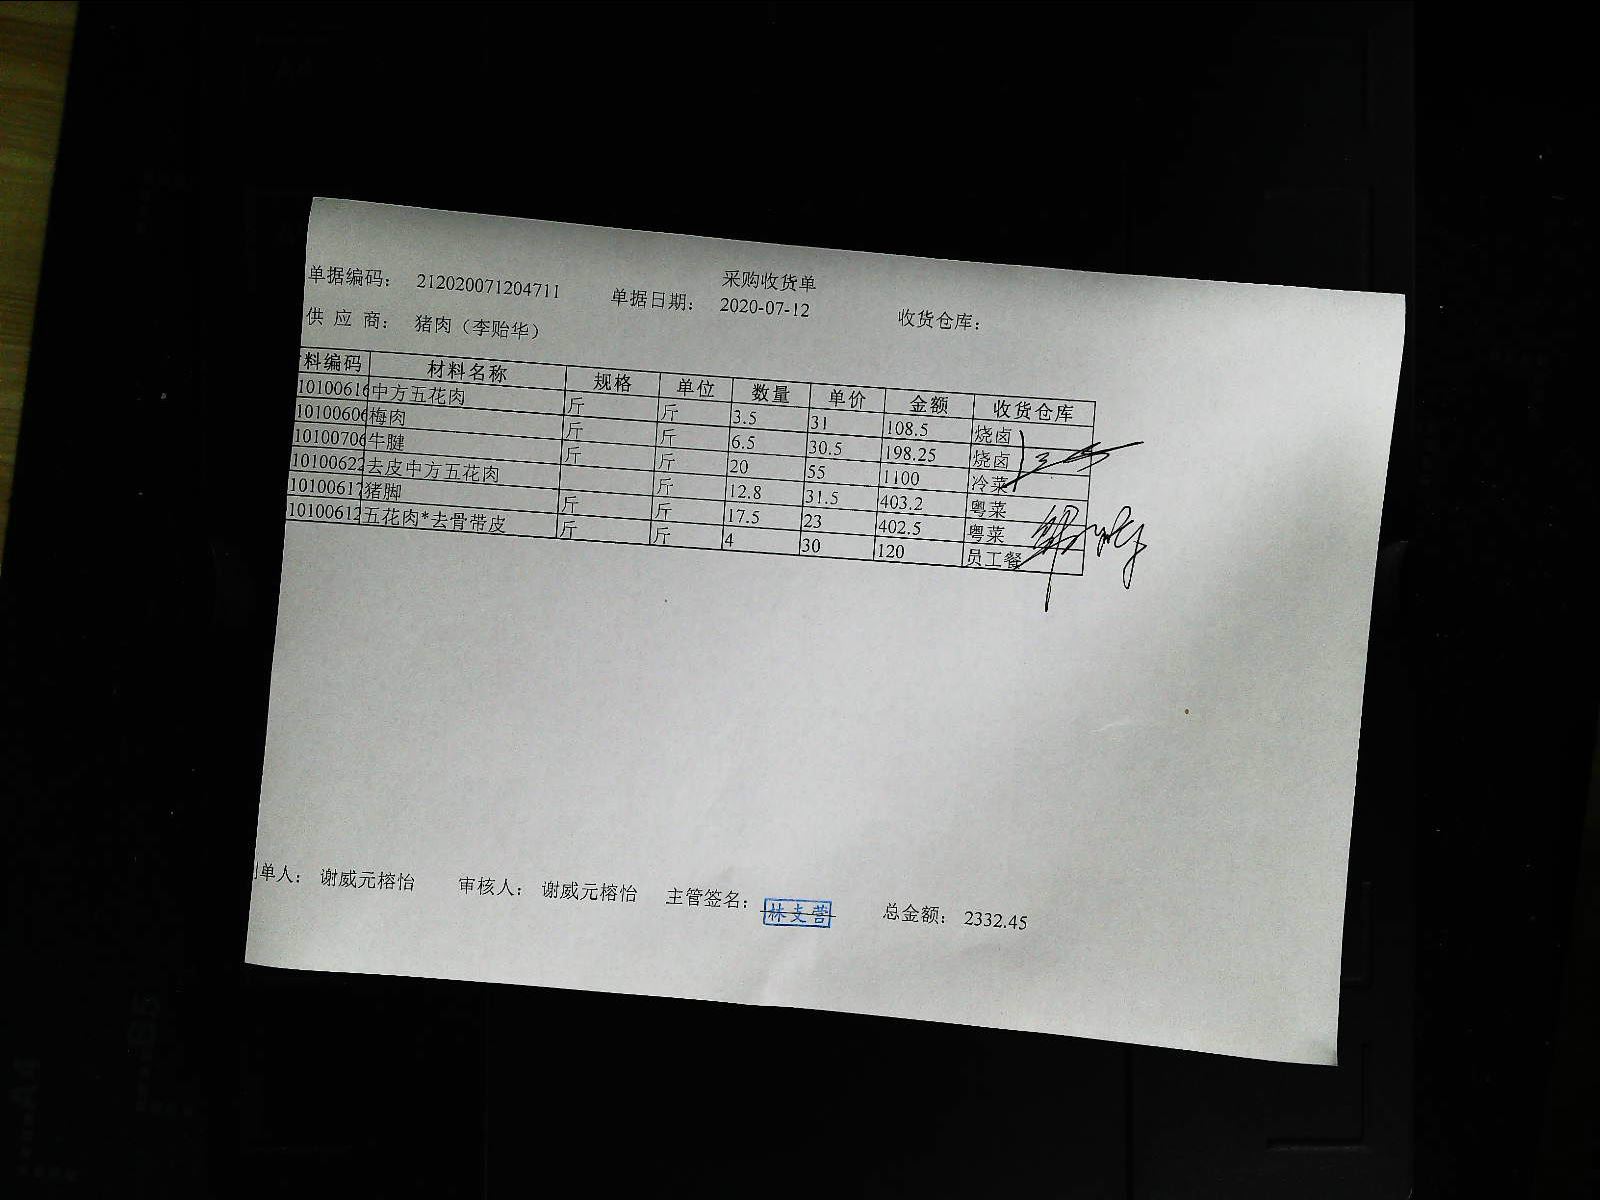 采购收货单
单据编码： 212020071204711 单据日期： 2020-07-12 收货仓库：
供 应 商： 猪肉（李贻华）
料编码 材料名称 规格 单位 数量 单价 金额 收货仓库
1010061 中方五花肉 斤 斤 3.5 31 108.5 烧卤
1010060 梅肉 斤 斤 6.5 30.5 198.25 烧卤
1010070 牛腱 斤 斤 20 55 1100 冷菜
1010062 去皮中方五花肉 斤 12.8 31.5 403.2 粤菜
1010061 猪脚 斤 斤 17.5 23 402.5 粤菜
1010061 五花肉*去骨带皮 斤 斤 4 30 120 员工餐
单人： 谢威元榕怡 审核人： 谢威元榕怡 主管签名： 林支营 总金额： 2332.45